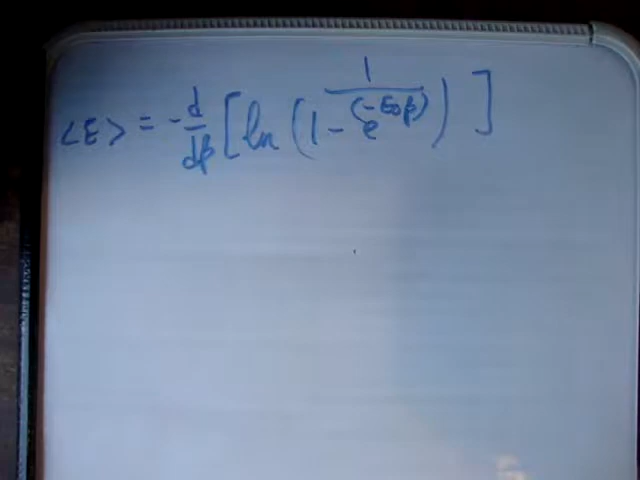 <E> = -d/dβ [ln (1 - 1/e^(-E₀β))]